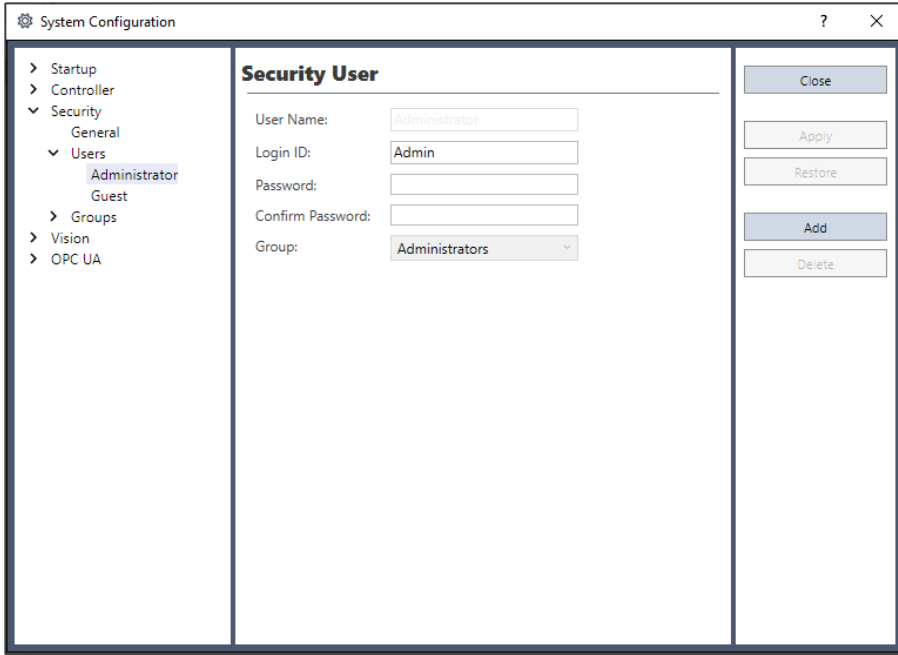 System Configuration
Startup
Controller
Security
General
Users
Administrator
Guest
Groups
Vision
OPC UA
Security User
User Name: Administrator
Login ID: Admin
Password:
Confirm Password:
Group: Administrators
Close
Apply
Restore
Add
Delete